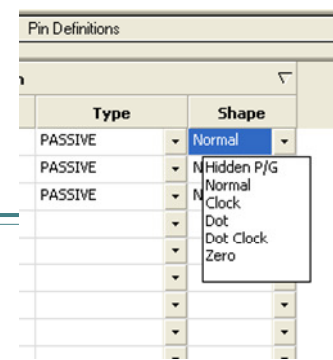 Pin Definitions
Type Shape
PASSIVE Normal
PASSIVE N
PASSIVE N
Hidden P/G
Normal
Clock
Dot
Dot Clock
Zero